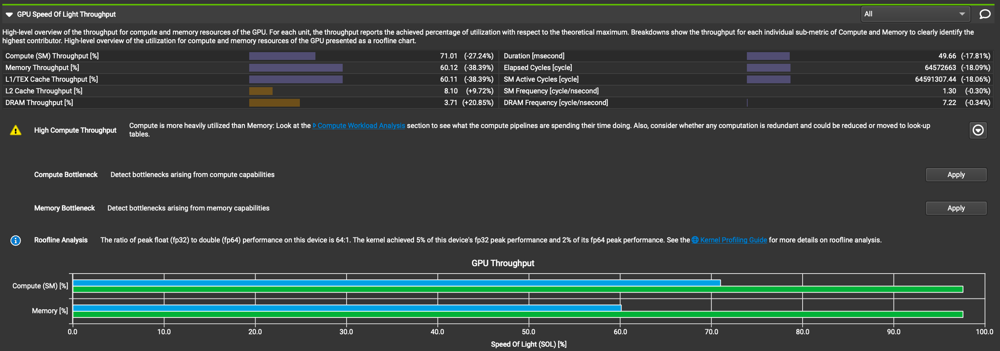 GPU Speed Of Light Throughput
All
High-level overview of the throughput for compute and memory resources of the GPU. For each unit, the throughput reports the achieved percentage of utilization with respect to the theoretical maximum. Breakdowns show the throughput for each individual sub-metric of Compute and Memory to clearly identify the
highest contributor. High-level overview of the utilization for compute and memory resources of the GPU presented as a roofline chart.
Compute (SM) Throughput [%] 71.01 (-27.24%) Duration [msecond] 49.66 (-17.81%)
Memory Throughput [%] 60.12 (-38.39%) Elapsed Cycles [cycle] 64572663 (-18.09%)
L1/TEX Cache Throughput [%] 60.11 (-38.39%) SM Active Cycles [cycle] 64591307.44 (-18.06%)
L2 Cache Throughput [%] 8.10 (+9.72%) SM Frequency [cycle/nsecond] 1.30 (-0.30%)
DRAM Throughput [%] 3.71 (+20.85%) DRAM Frequency [cycle/nsecond] 7.22 (-0.34%)
High Compute Throughput
Compute is more heavily utilized than Memory: Look at the Compute Workload Analysis section to see what the compute pipelines are spending their time doing. Also, consider whether any computation is redundant and could be reduced or moved to look-up
tables.
Compute Bottleneck Detect bottlenecks arising from compute capabilities Apply
Memory Bottleneck Detect bottlenecks arising from memory capabilities Apply
Roofline Analysis The ratio of peak float (fp32) to double (fp64) performance on this device is 64:1. The kernel achieved 5% of this device's fp32 peak performance and 2% of its fp64 peak performance. See the Kernel Profiling Guide for more details on roofline analysis.
GPU Throughput
Compute (SM) [%]
Memory [%]
0.0 10.0 20.0 30.0 40.0 50.0 60.0 70.0 80.0 90.0 100.0
Speed Of Light (SOL) [%]